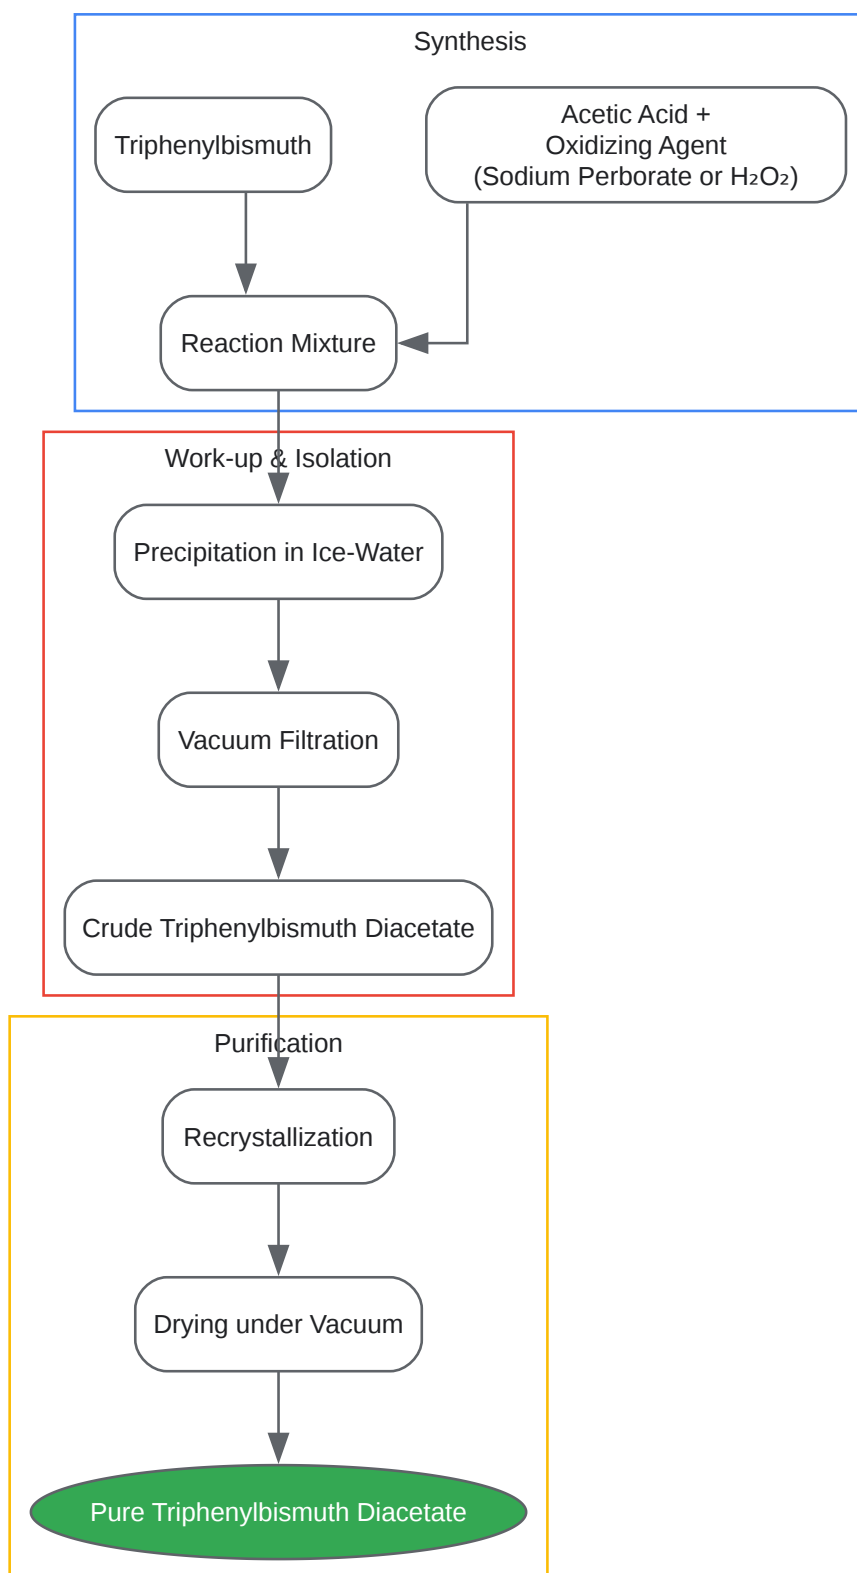 Synthesis
Triphenylbismuth
Acetic Acid +
Oxidizing Agent
(Sodium Perborate or H₂O₂)
Reaction Mixture
Work-up & Isolation
Precipitation in Ice-Water
Vacuum Filtration
Crude Triphenylbismuth Diacetate
Purification
Recrystallization
Drying under Vacuum
Pure Triphenylbismuth Diacetate